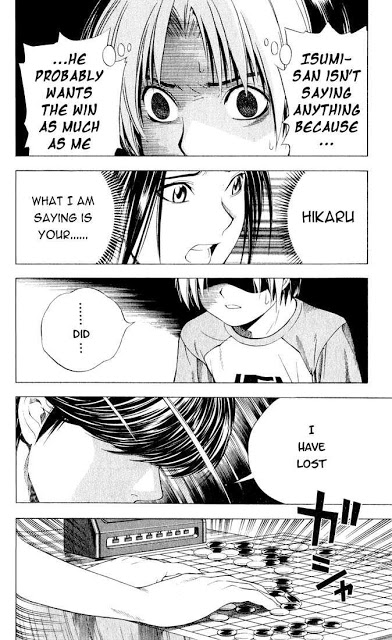 ISUMI-
SAN ISN'T
SAYING
ANYTHING
BECAUSE
...
...HE
PROBABLY
WANTS
THE WIN
AS MUCH
AS ME
HIKARU
WHAT I AM
SAYING IS
YOUR......
......
DID
......
I
HAVE
LOST
ガシャ